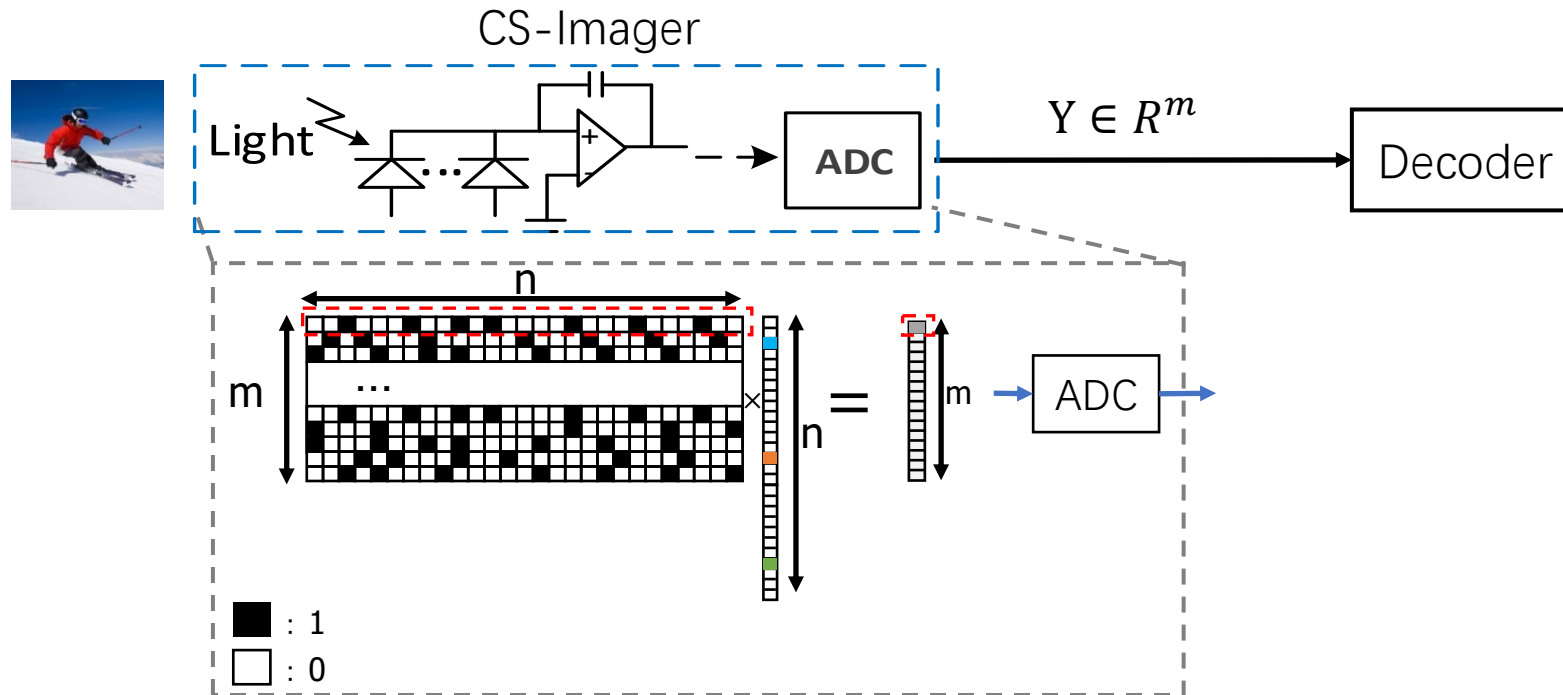 CS-Imager
Light
+
-
ADC
Y ∈ R^m
Decoder
n
m
...
×
n
=
m
ADC
: 1
: 0